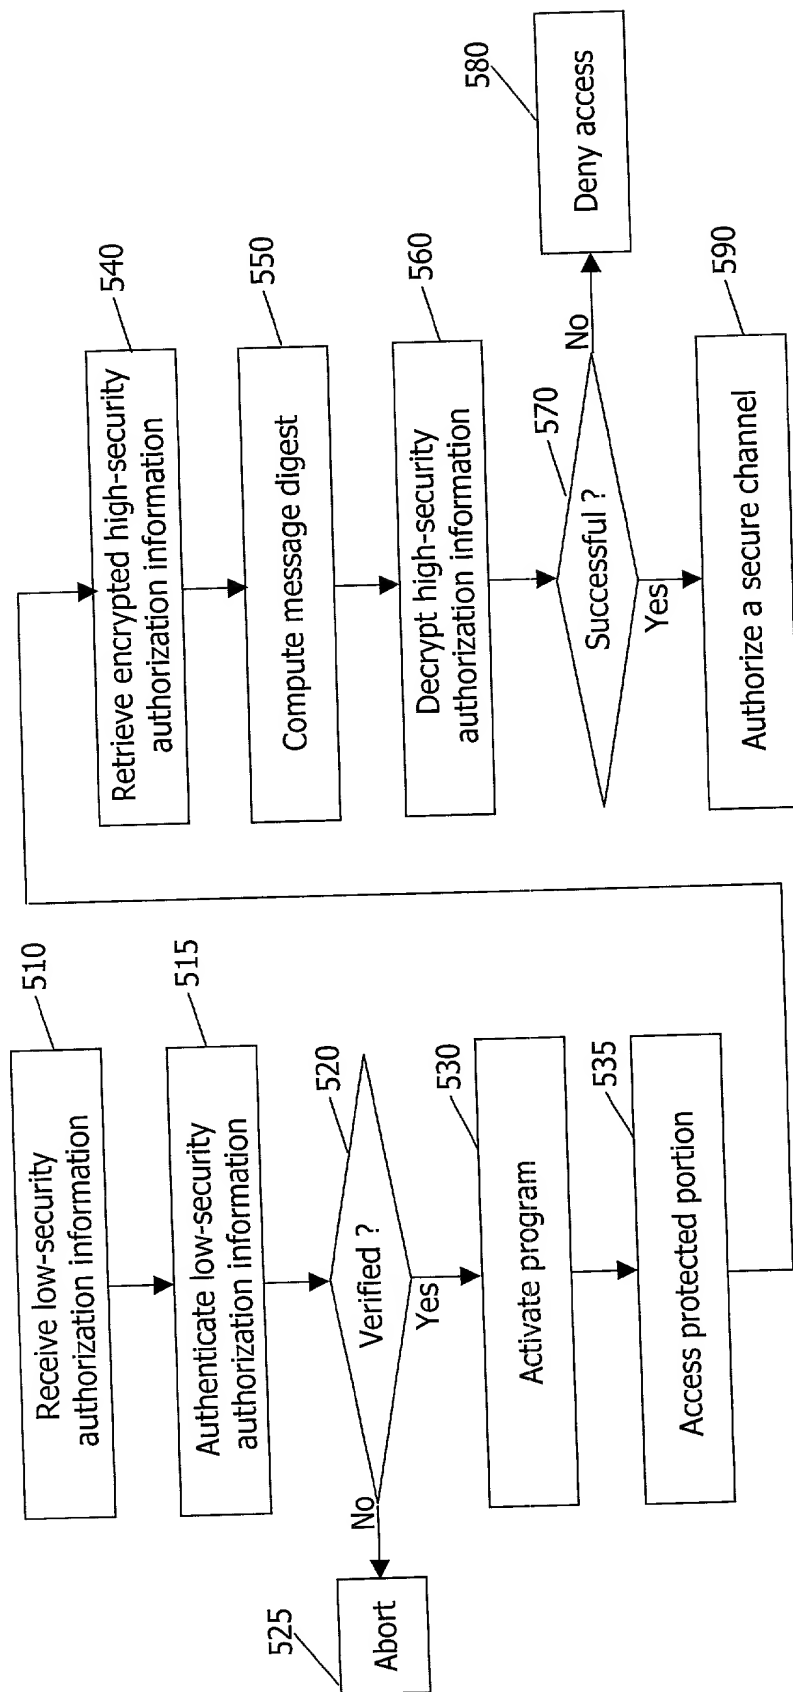 510
Receive low-security
authorization information
515
Authenticate low-security
authorization information
520
Verified ?
No
525
Abort
Yes
530
Activate program
535
Access protected portion
540
Retrieve encrypted high-security
authorization information
550
Compute message digest
560
Decrypt high-security
authorization information
570
Successful ?
No
580
Deny access
Yes
590
Authorize a secure channel